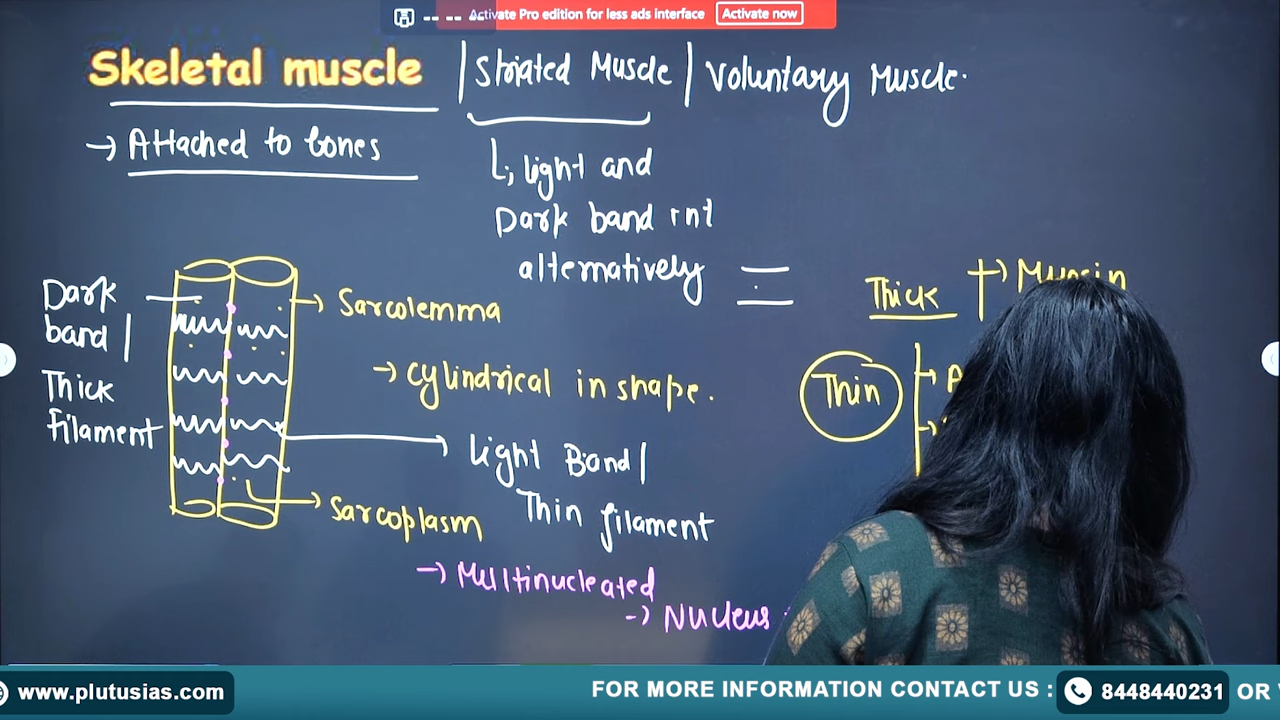 Activate Pro edition for less ads interface Activate now
Skeletal muscle | Striated Muscle | Voluntary Muscle.
→ Attached to bones
light and
Dark band
alternatively
Dark
band |
Thick
filament
→ Sarcolemma
→ cylindrical in shape.
Light Band |
Thin filament
→ Sarcoplasm
→ Multinucleated
→ Nucleus
Thick → Myosin
Thin
www.plutusias.com
FOR MORE INFORMATION CONTACT US : 8448440231 OR